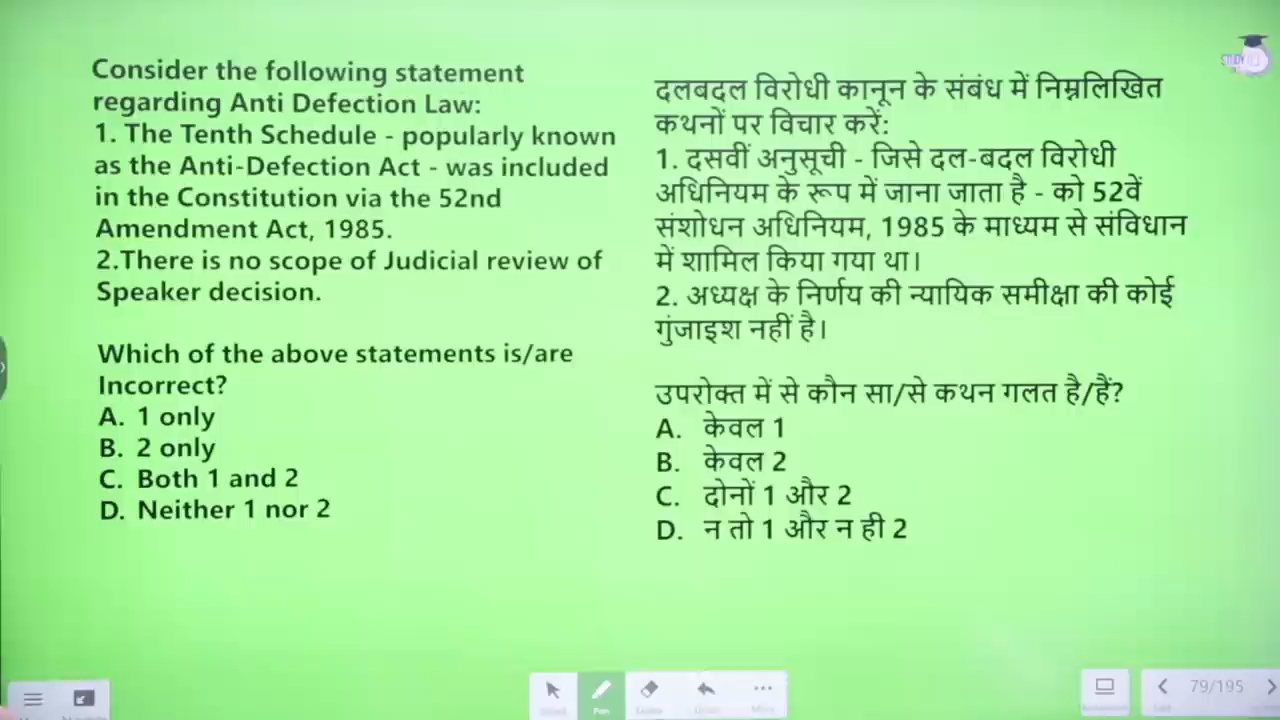 Consider the following statement
regarding Anti Defection Law:
1. The Tenth Schedule - popularly known
as the Anti-Defection Act - was included
in the Constitution via the 52nd
Amendment Act, 1985.
2.There is no scope of Judicial review of
Speaker decision.
Which of the above statements is/are
Incorrect?
A. 1 only
B. 2 only
C. Both 1 and 2
D. Neither 1 nor 2
दलबदल विरोधी कानून के संबंध में निम्नलिखित
कथनों पर विचार करें:
1. दसवीं अनुसूची - जिसे दल-बदल विरोधी
अधिनियम के रूप में जाना जाता है - को 52वें
संशोधन अधिनियम, 1985 के माध्यम से संविधान
में शामिल किया गया था।
2. अध्यक्ष के निर्णय की न्यायिक समीक्षा की कोई
गुंजाइश नहीं है।
उपरोक्त में से कौन सा/से कथन गलत है/हैं?
A. केवल 1
B. केवल 2
C. दोनों 1 और 2
D. न तो 1 और न ही 2
STUDY
Pen
79/195